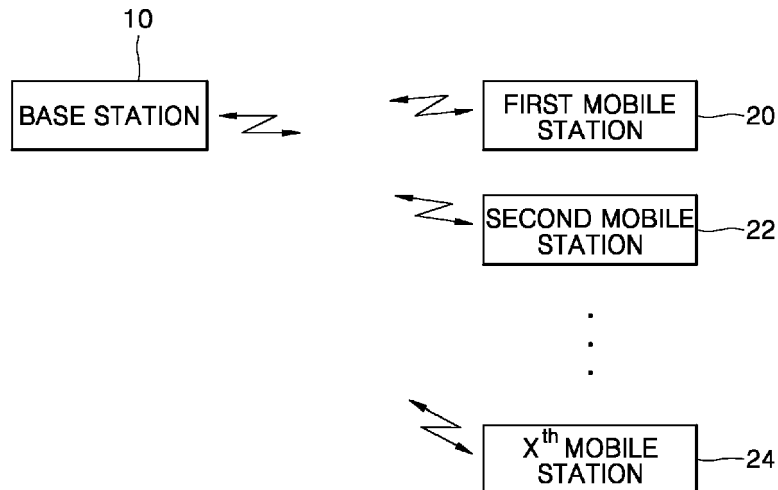 10
BASE STATION
FIRST MOBILE
STATION
20
SECOND MOBILE
STATION
22
Xth MOBILE
STATION
24